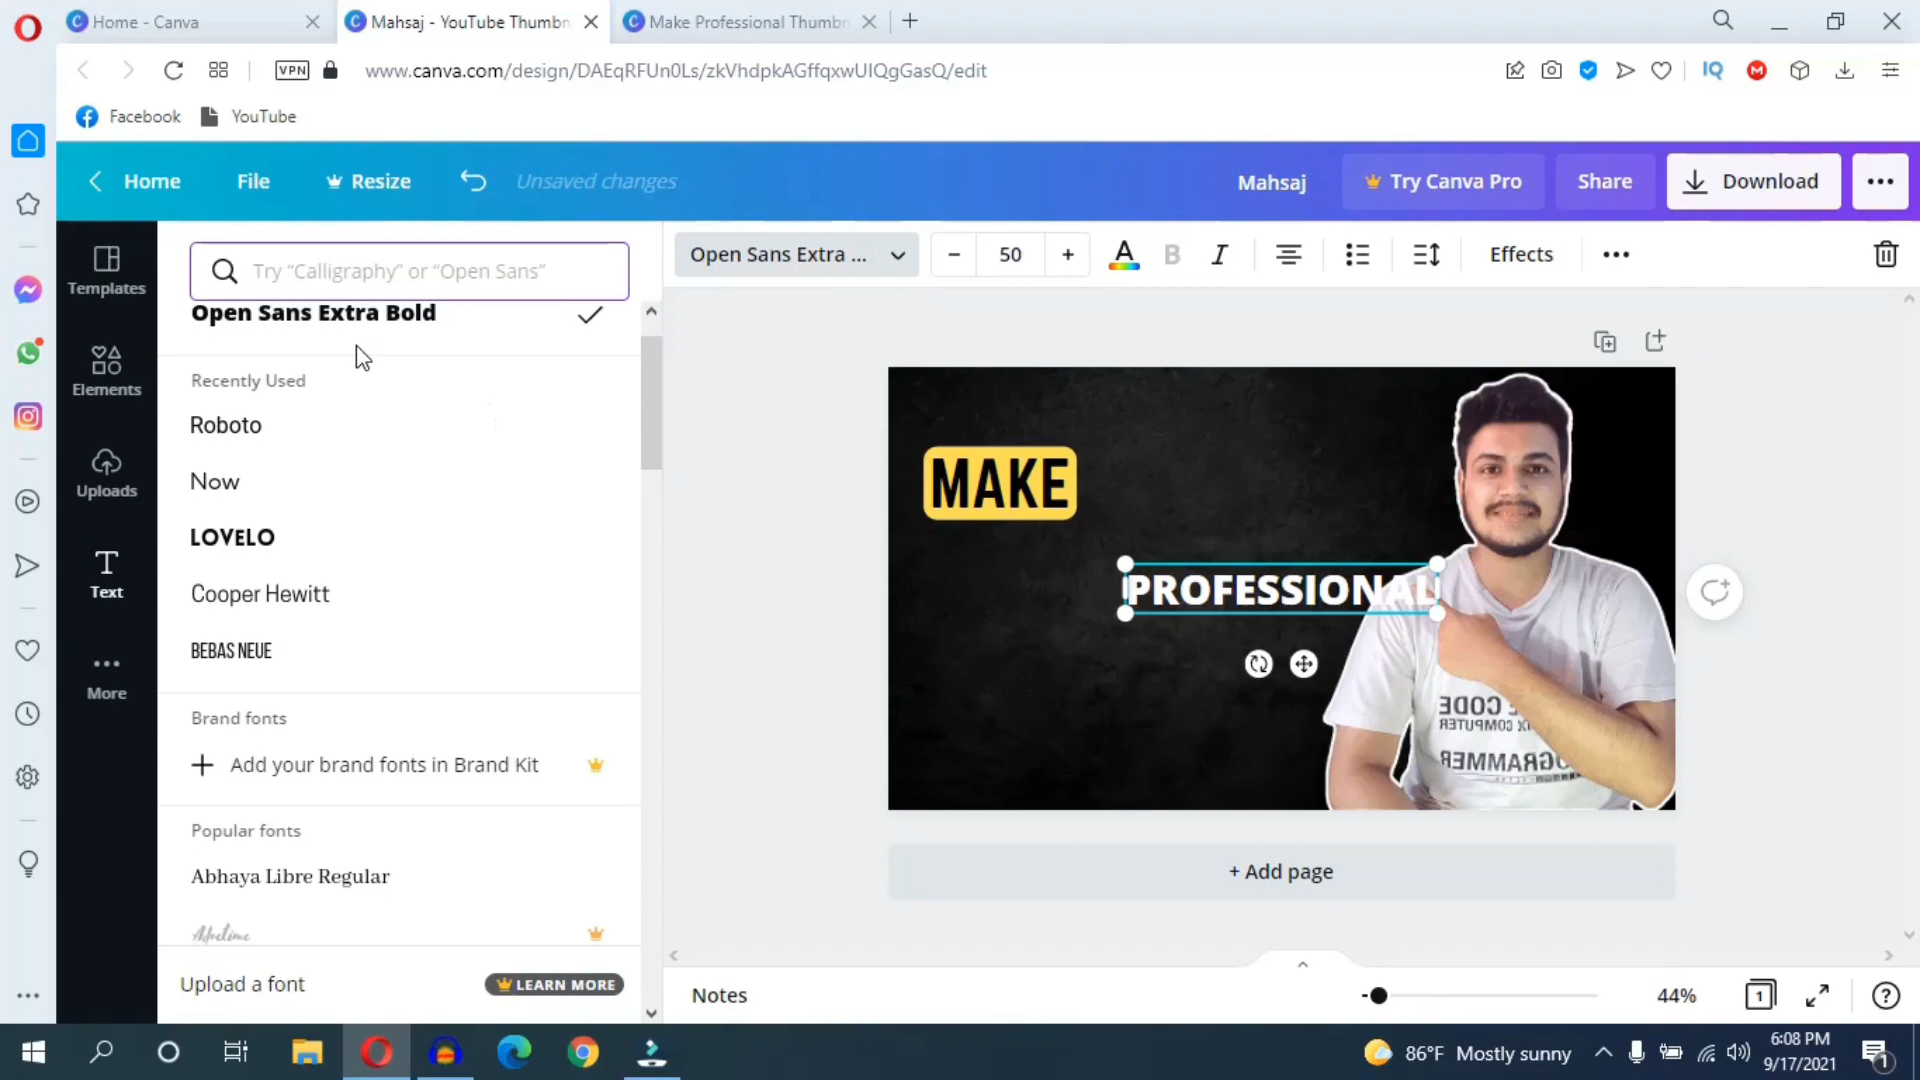 Home - Canva
Mahsaj - YouTube Thumbn
Make Professional Thumbn
VPN
www.canva.com/design/DAEqRFUn0Ls/zkVhdpkAGffqxwUIQgGasQ/edit
IQ
M
Facebook
YouTube
Home
File
Resize
Unsaved changes
Mahsaj
Try Canva Pro
Share
Download
Templates
Elements
Uploads
Text
More
Try “Calligraphy” or “Open Sans”
Open Sans Extra Bold
Recently Used
Roboto
Now
LOVELO
Cooper Hewitt
BEBAS NEUE
Brand fonts
Add your brand fonts in Brand Kit
Popular fonts
Abhaya Libre Regular
Upload a font
LEARN MORE
Open Sans Extra ...
50
A
B
I
Effects
MAKE
PROFESSIONAL
+ Add page
Notes
44%
1
86°F Mostly sunny
6:08 PM
9/17/2021
1